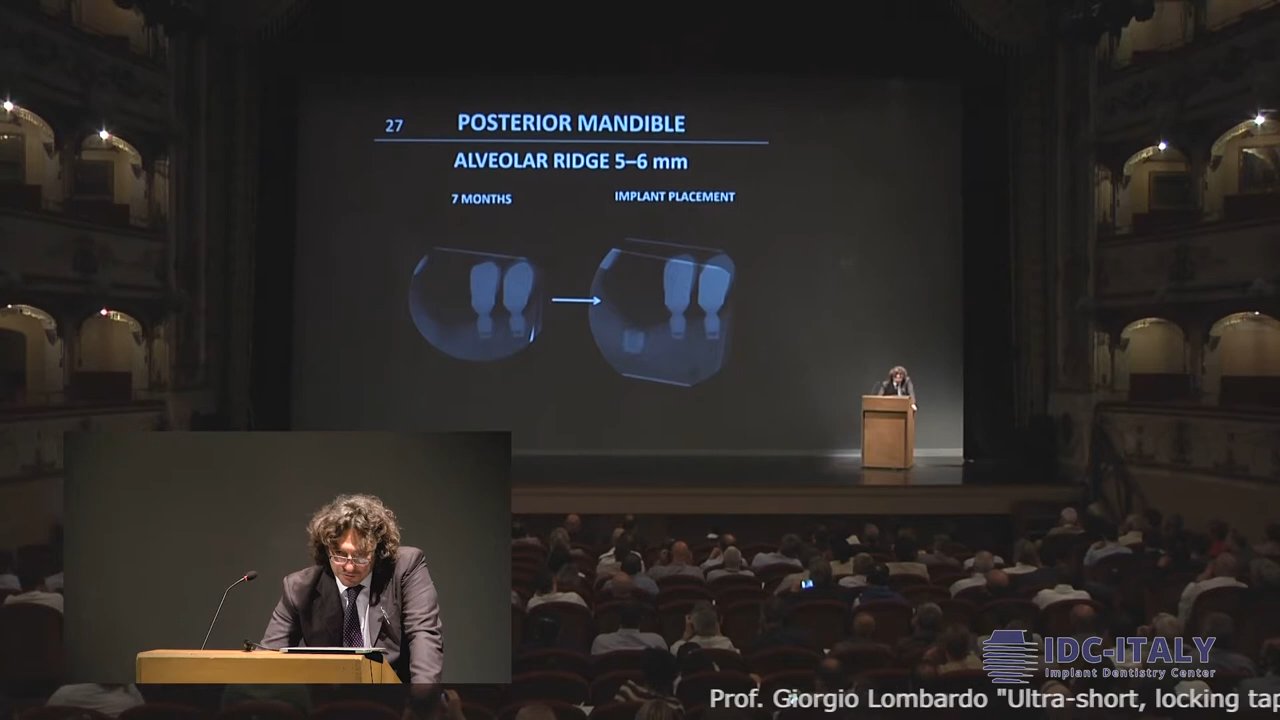 27 POSTERIOR MANDIBLE
ALVEOLAR RIDGE 5–6 mm
7 MONTHS IMPLANT PLACEMENT
IDC-ITALY
Implant Dentistry Center
Prof. Giorgio Lombardo "Ultra-short, locking tap